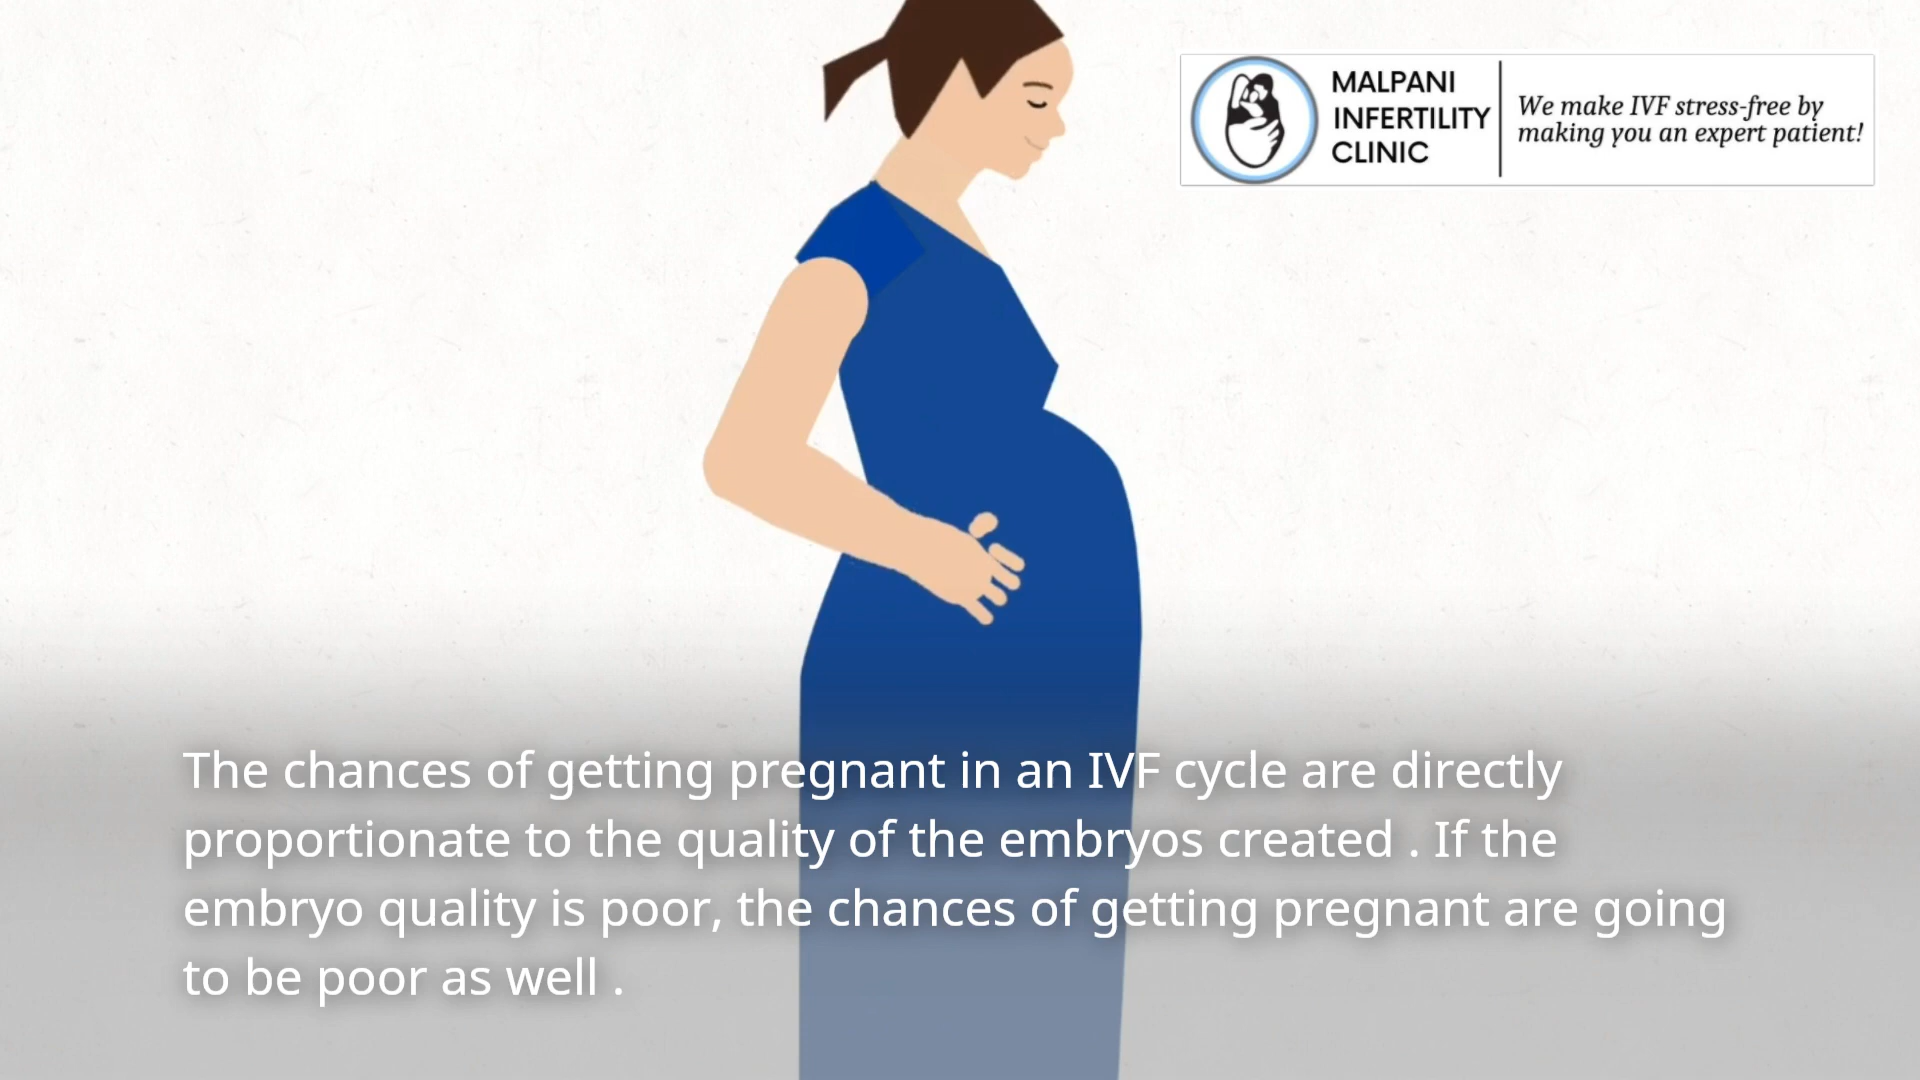 MALPANI
INFERTILITY
CLINIC
We make IVF stress-free by
making you an expert patient!
The chances of getting pregnant in an IVF cycle are directly
proportionate to the quality of the embryos created . If the
embryo quality is poor, the chances of getting pregnant are going
to be poor as well .